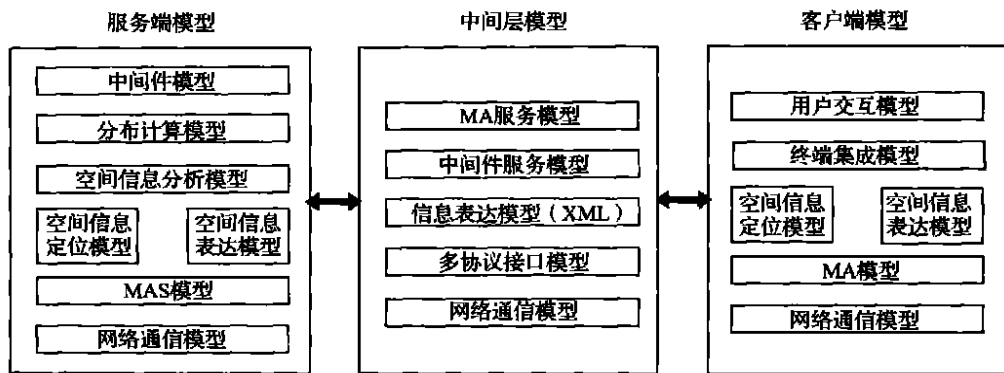 服务端模型
中间件模型
分布计算模型
空间信息分析模型
空间信息
定位模型
空间信息
表达模型
MAS模型
网络通信模型
中间层模型
MA服务模型
中间件服务模型
信息表达模型（XML）
多协议接口模型
网络通信模型
客户端模型
用户交互模型
终端集成模型
空间信息
定位模型
空间信息
表达模型
MA模型
网络通信模型